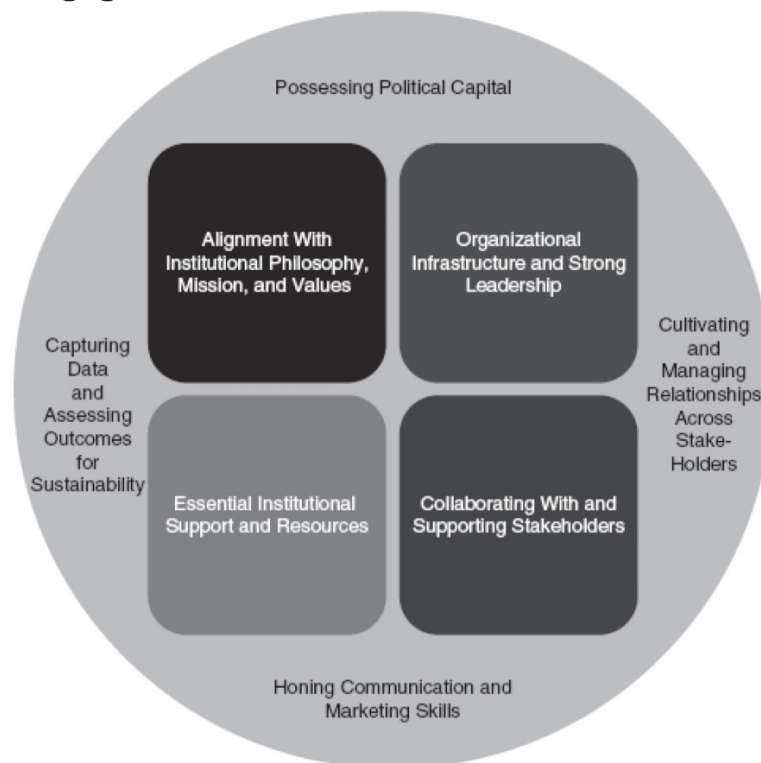 Possessing Political Capital
Alignment With
Institutional Philosophy,
Mission, and Values
Organizational
Infrastructure and Strong
Leadership
Capturing
Data
and
Assessing
Outcomes
for
Sustainability
Cultivating
and
Managing
Relationships
Across
Stake-
Holders
Essential Institutional
Support and Resources
Collaborating With and
Supporting Stakeholders
Honing Communication and
Marketing Skills